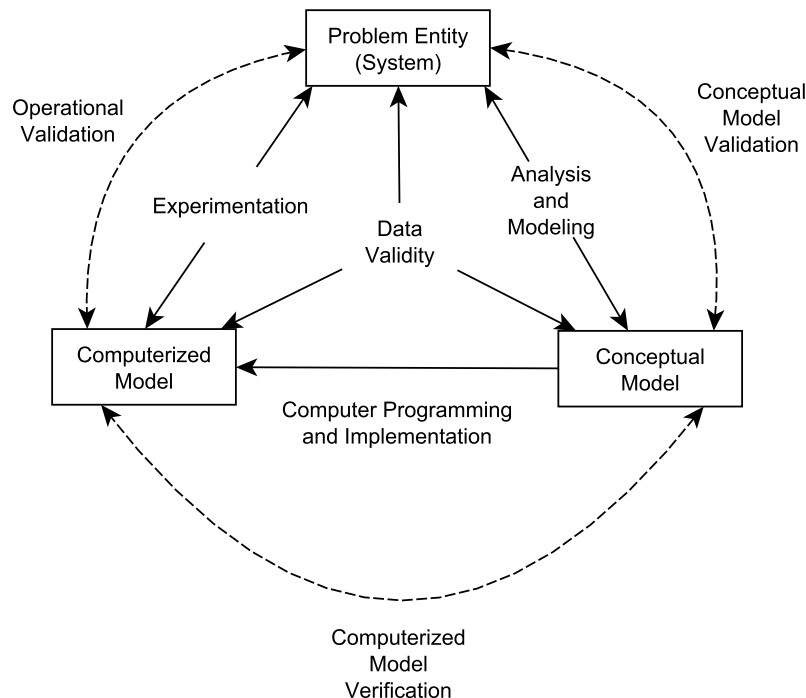 Problem Entity
(System)
Operational
Validation
Conceptual
Model
Validation
Experimentation
Analysis
and
Modeling
Data
Validity
Computerized
Model
Conceptual
Model
Computer Programming
and Implementation
Computerized
Model
Verification